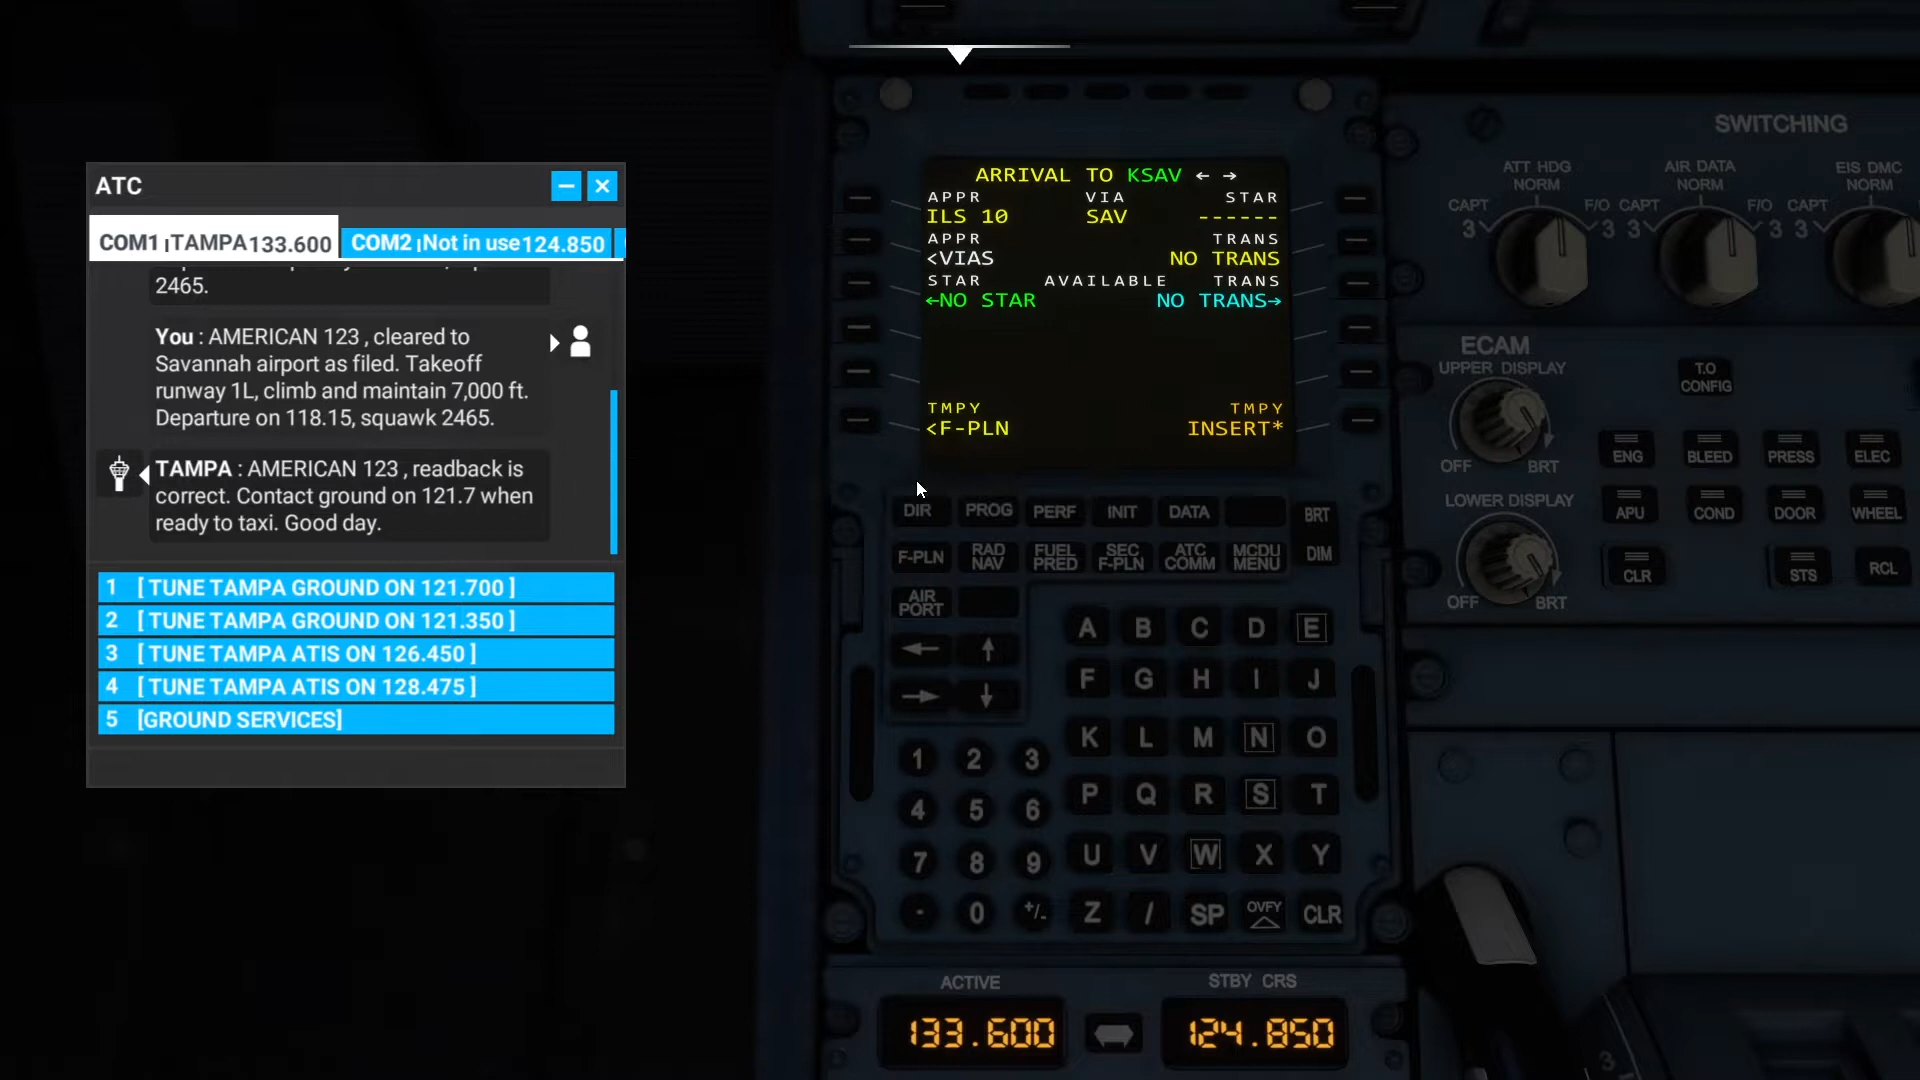 ATC
COM1 TAMPA 133.600
COM2 Not in use 124.850
2465.
You : AMERICAN 123 , cleared to
Savannah airport as filed. Takeoff
runway 1L, climb and maintain 7,000 ft.
Departure on 118.15, squawk 2465.
TAMPA : AMERICAN 123 , readback is
correct. Contact ground on 121.7 when
ready to taxi. Good day.
1 [ TUNE TAMPA GROUND ON 121.700 ]
2 [ TUNE TAMPA GROUND ON 121.350 ]
3 [ TUNE TAMPA ATIS ON 126.450 ]
4 [ TUNE TAMPA ATIS ON 128.475 ]
5 [GROUND SERVICES]
ARRIVAL TO KSAV ← →
APPR VIA STAR
ILS 10 SAV ------
APPR TRANS
<VIAS NO TRANS
STAR AVAILABLE TRANS
←NO STAR NO TRANS→
TMPY TMPY
<F-PLN INSERT*
DIR PROG PERF INIT DATA
BRT
DIM
F-PLN RAD NAV FUEL PRED SEC F-PLN ATC COMM MCDU MENU
AIR PORT
← ↑
→ ↓
A B C D E
F G H I J
K L M N O
P Q R S T
U V W X Y
Z / SP OVFY CLR
1 2 3
4 5 6
7 8 9
. 0 +/-
ACTIVE STBY CRS
133.600 124.850
SWITCHING
ATT HDG AIR DATA EIS DMC
NORM NORM NORM
CAPT F/O CAPT F/O CAPT
3 3 3 3 3
ECAM
UPPER DISPLAY
OFF BRT
LOWER DISPLAY
OFF BRT
T.O
CONFIG
ENG BLEED PRESS ELEC
APU COND DOOR WHEEL
CLR STS RCL
3